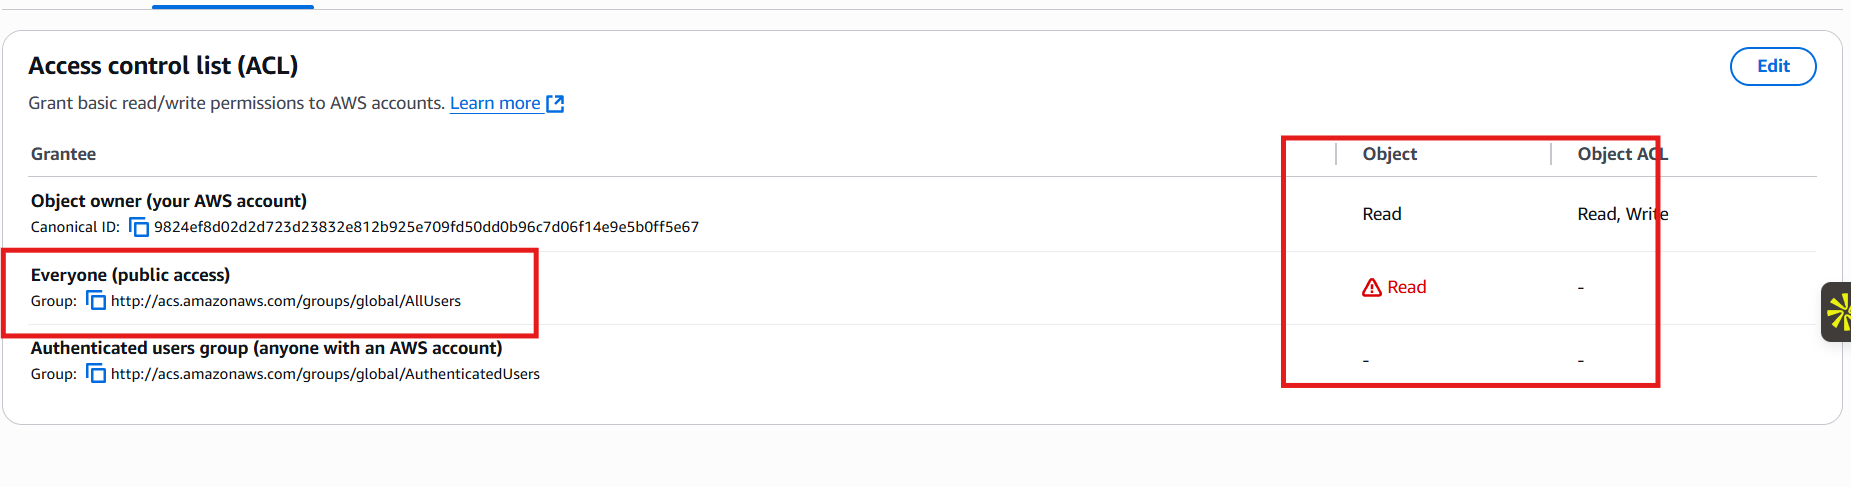 Access control list (ACL)
Edit
Grant basic read/write permissions to AWS accounts. Learn more
Grantee
Object
Object ACL
Object owner (your AWS account)
Canonical ID: 9824ef8d02d2d723d23832e812b925e709fd50dd0b96c7d06f14e9e5b0ff5e67
Read
Read, Write
Everyone (public access)
Group: http://acs.amazonaws.com/groups/global/AllUsers
Read
-
Authenticated users group (anyone with an AWS account)
Group: http://acs.amazonaws.com/groups/global/AuthenticatedUsers
-
-